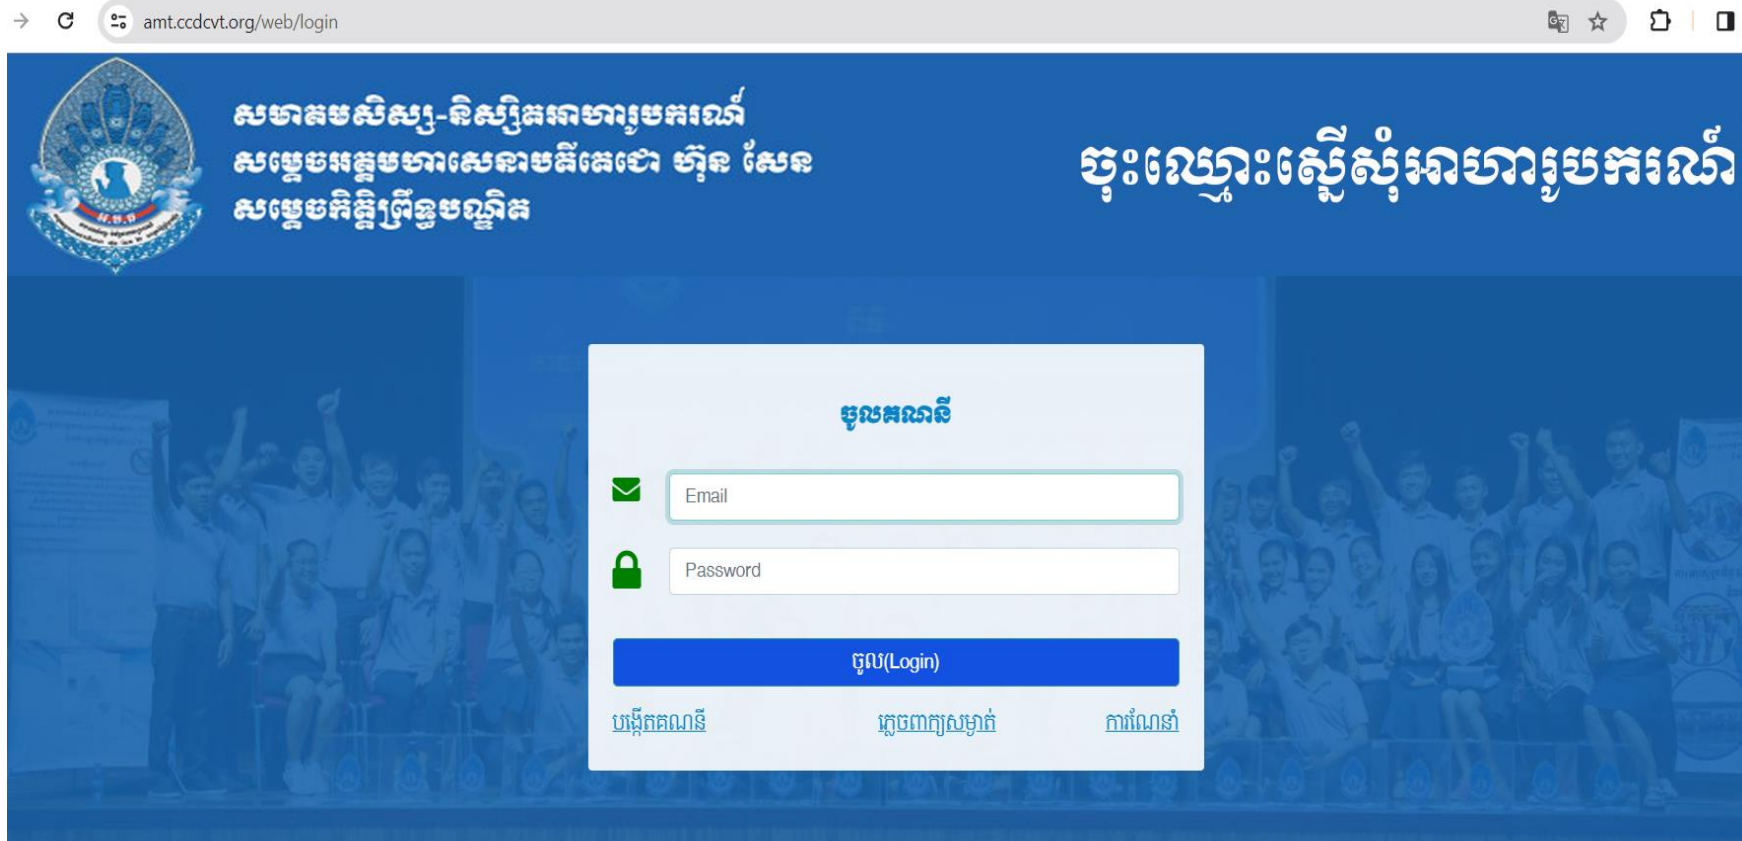 amt.ccdcvt.org/web/login
សមាគមសិស្ស-និស្សិតអាហារូបករណ៍
សម្តេចអគ្គមហាសេនាបតីតេជោ ហ៊ុន សែន
សម្តេចកិត្តិព្រឹទ្ធបណ្ឌិត
ចុះឈ្មោះស្នើសុំអាហារូបករណ៍
ចូលគណនី
Email
Password
ចូល(Login)
បង្កើតគណនី
ភ្លេចពាក្យសម្ងាត់
ការណែនាំ